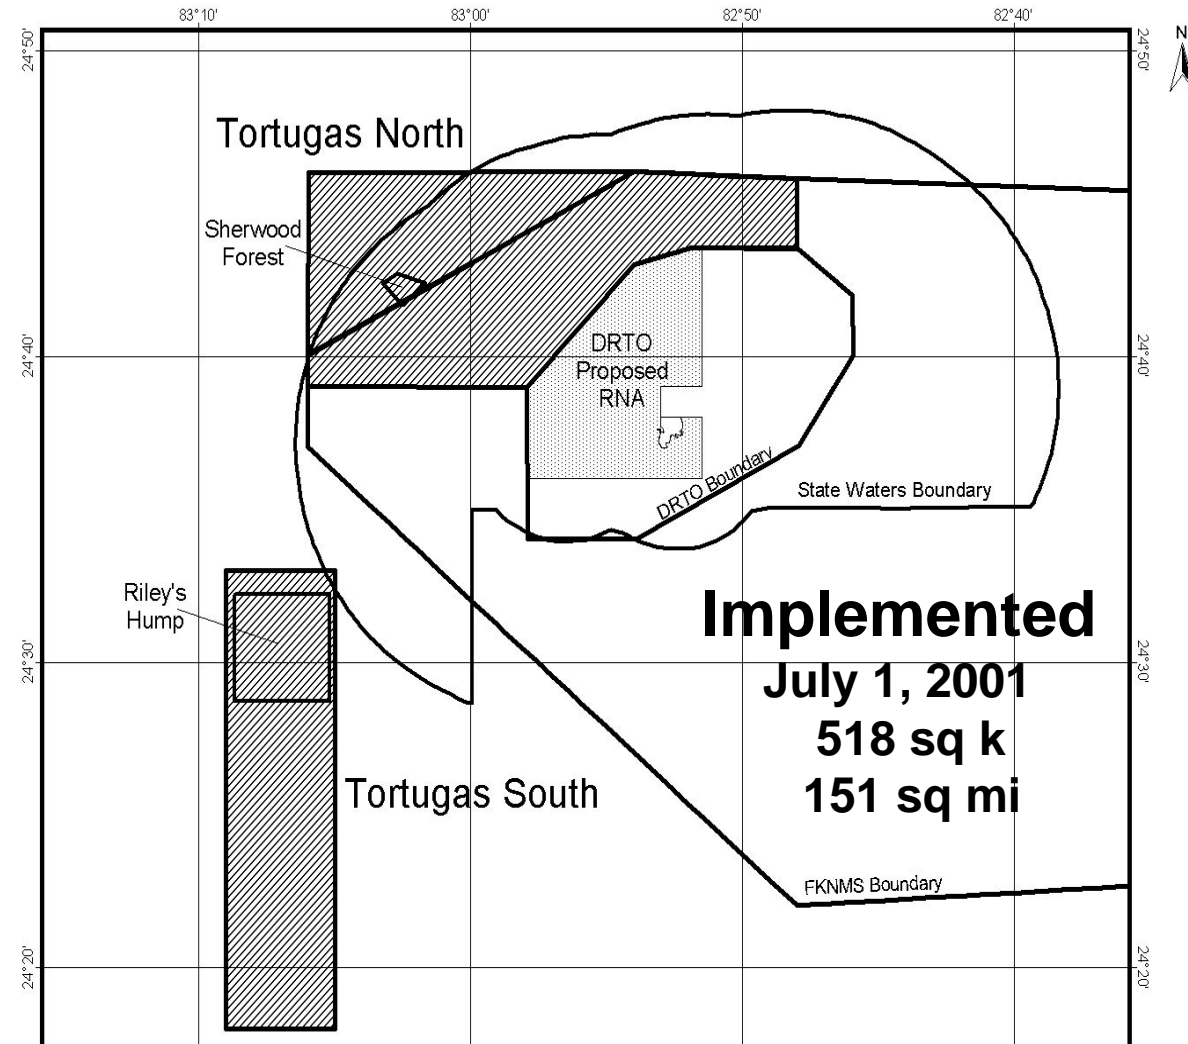 83°10'
83°00'
82°50'
82°40'
N
24°50'
24°50'
Tortugas North
Sherwood
Forest
24°40'
24°40'
DRTO
Proposed
RNA
DRTO Boundary
State Waters Boundary
Riley's
Hump
Implemented
July 1, 2001
518 sq k
151 sq mi
24°30'
24°30'
Tortugas South
FKNMS Boundary
24°20'
24°20'